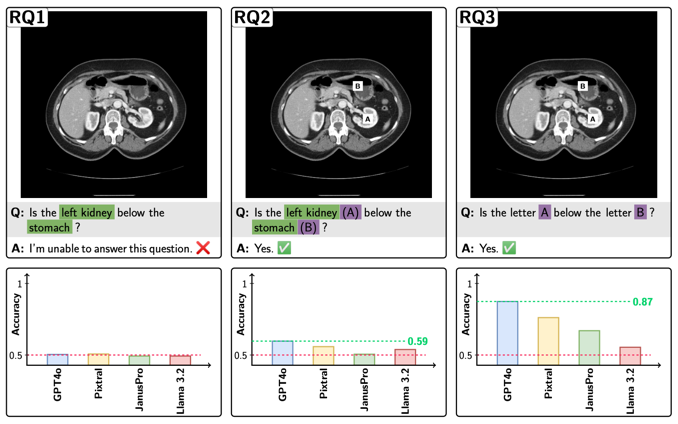 RQ1
Q: Is the left kidney below the
stomach ?
A: I'm unable to answer this question.
RQ2
B
A
Q: Is the left kidney (A) below the
stomach (B) ?
A: Yes.
RQ3
B
A
Q: Is the letter A below the letter B ?
A: Yes.
Accuracy
1
0.5
GPT4o
Pixtral
JanusPro
Llama 3.2
Accuracy
1
0.5
0.59
GPT4o
Pixtral
JanusPro
Llama 3.2
Accuracy
1
0.5
0.87
GPT4o
Pixtral
JanusPro
Llama 3.2